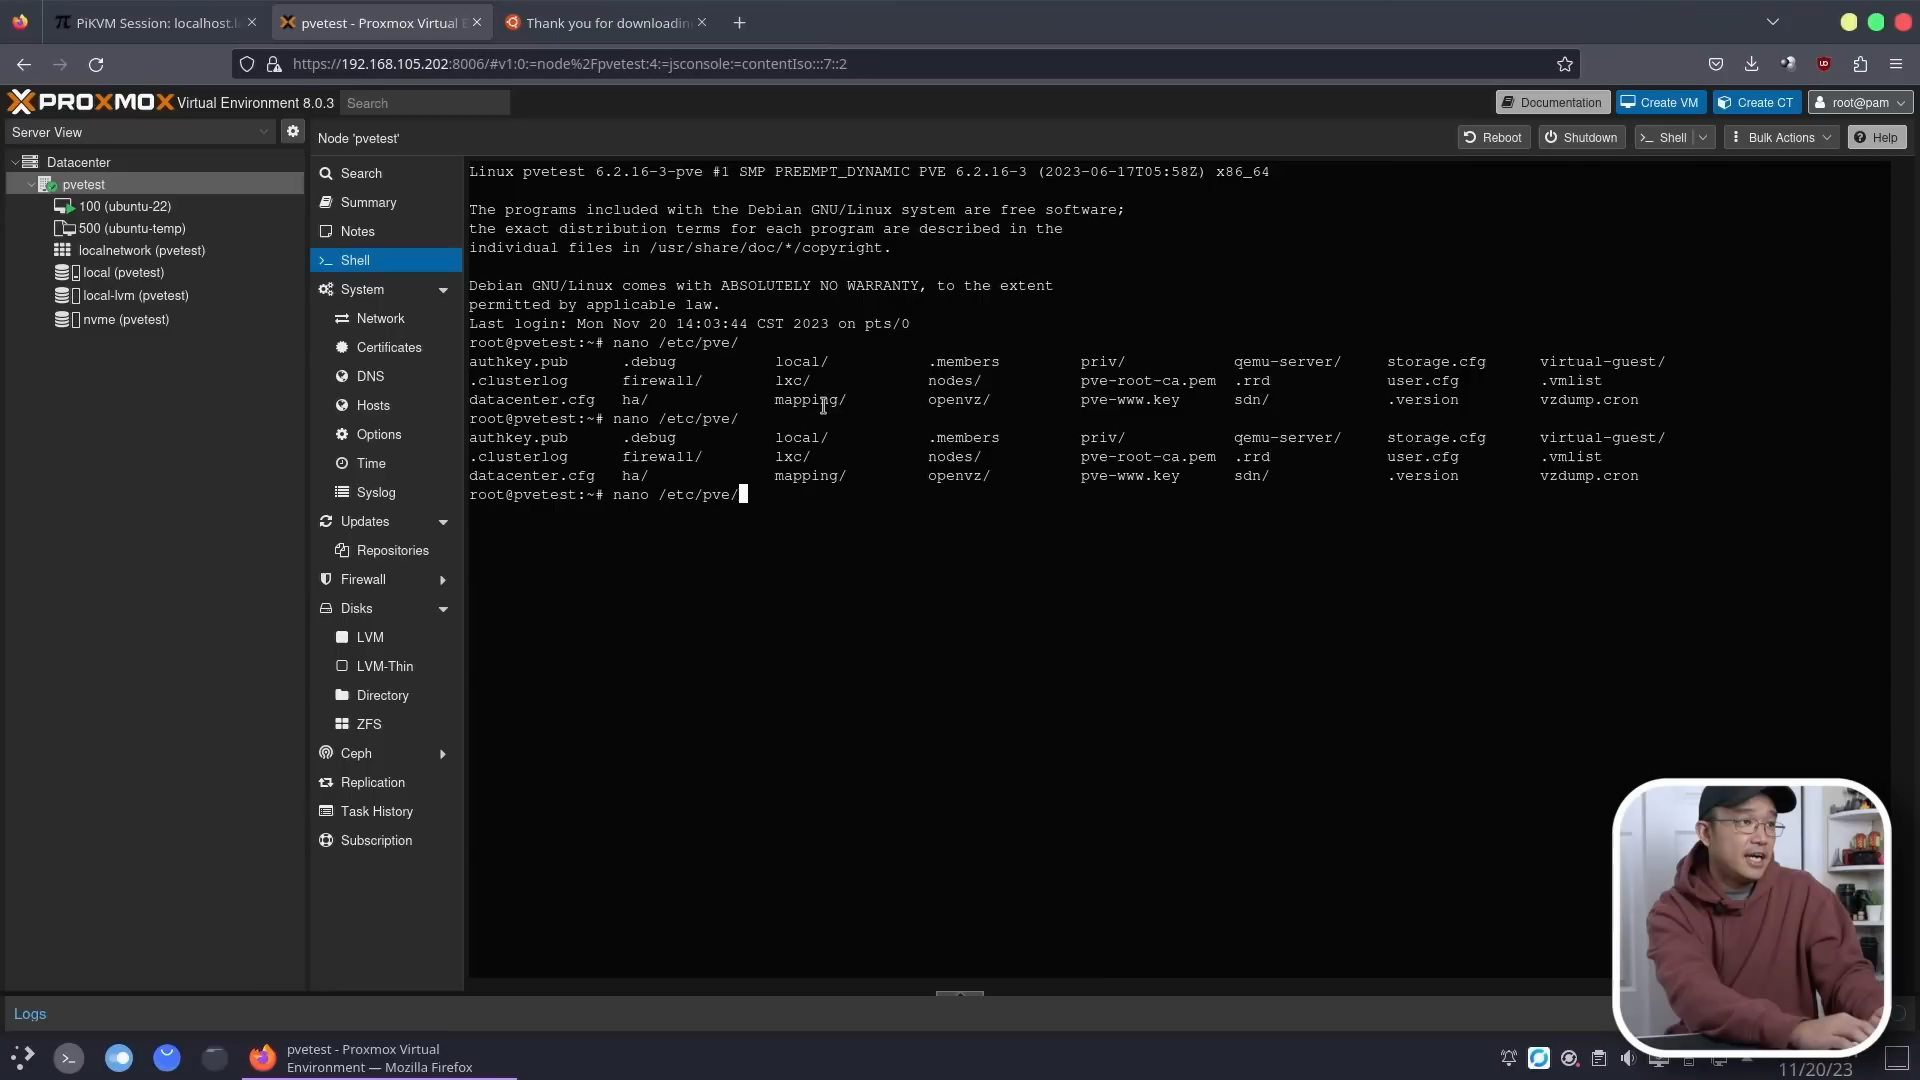 PiKVM Session: localhost.l
pvetest - Proxmox Virtual E
Thank you for downloadin
https://192.168.105.202:8006/#v1:0:=node%2Fpvetest:4:=jsconsole:=contentIso:::7::2
PROXMOX Virtual Environment 8.0.3
Search
Documentation
Create VM
Create CT
root@pam
Server View
Node 'pvetest'
Reboot
Shutdown
Shell
Bulk Actions
Help
Datacenter
pvetest
100 (ubuntu-22)
500 (ubuntu-temp)
localnetwork (pvetest)
local (pvetest)
local-lvm (pvetest)
nvme (pvetest)
Search
Summary
Notes
Shell
System
Network
Certificates
DNS
Hosts
Options
Time
Syslog
Updates
Repositories
Firewall
Disks
LVM
LVM-Thin
Directory
ZFS
Ceph
Replication
Task History
Subscription
Linux pvetest 6.2.16-3-pve #1 SMP PREEMPT_DYNAMIC PVE 6.2.16-3 (2023-06-17T05:58Z) x86_64
The programs included with the Debian GNU/Linux system are free software;
the exact distribution terms for each program are described in the
individual files in /usr/share/doc/*/copyright.
Debian GNU/Linux comes with ABSOLUTELY NO WARRANTY, to the extent
permitted by applicable law.
Last login: Mon Nov 20 14:03:44 CST 2023 on pts/0
root@pvetest:~# nano /etc/pve/
authkey.pub .debug local/ .members priv/ qemu-server/ storage.cfg virtual-guest/
.clusterlog firewall/ lxc/ nodes/ pve-root-ca.pem .rrd user.cfg .vmlist
datacenter.cfg ha/ mapping/ openvz/ pve-www.key sdn/ .version vzdump.cron
root@pvetest:~# nano /etc/pve/
authkey.pub .debug local/ .members priv/ qemu-server/ storage.cfg virtual-guest/
.clusterlog firewall/ lxc/ nodes/ pve-root-ca.pem .rrd user.cfg .vmlist
datacenter.cfg ha/ mapping/ openvz/ pve-www.key sdn/ .version vzdump.cron
root@pvetest:~# nano /etc/pve/
Logs
pvetest - Proxmox Virtual
Environment — Mozilla Firefox
11/20/23